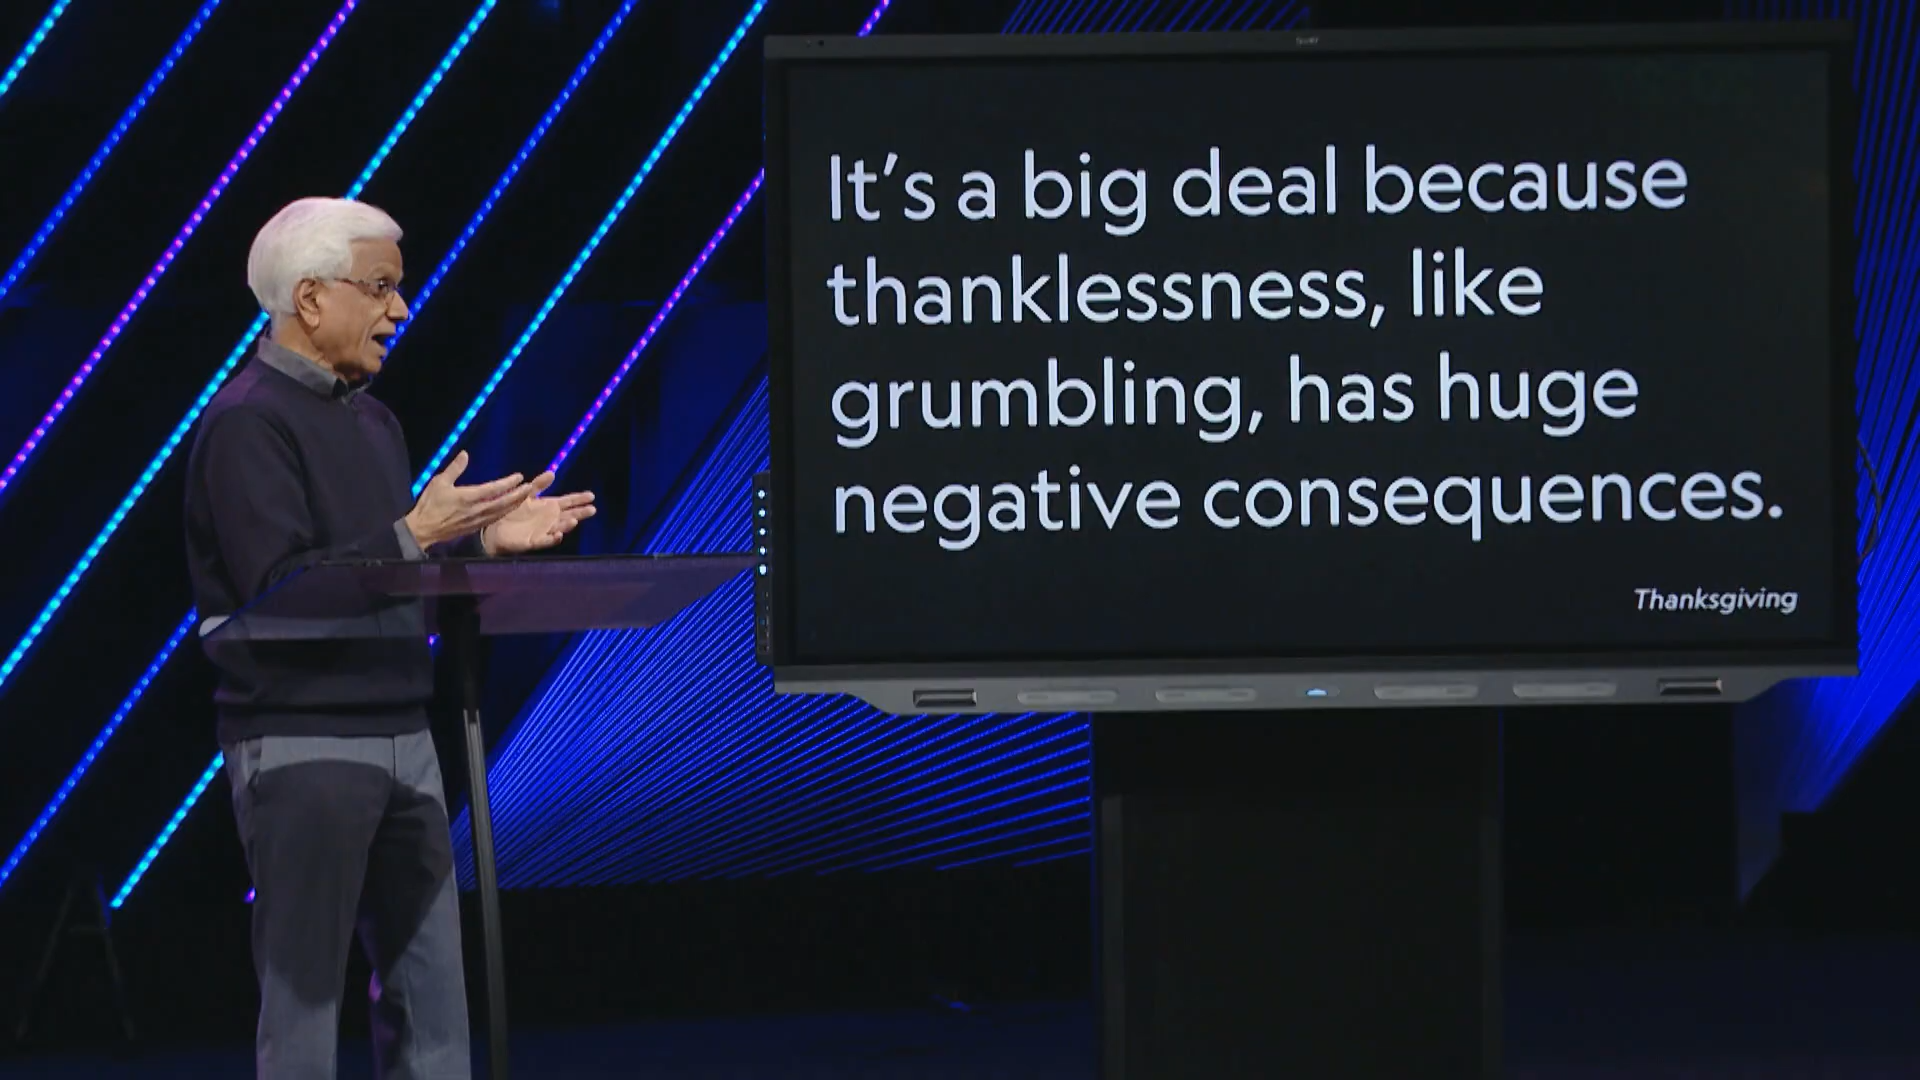 It's a big deal because
thanklessness, like
grumbling, has huge
negative consequences.
Thanksgiving